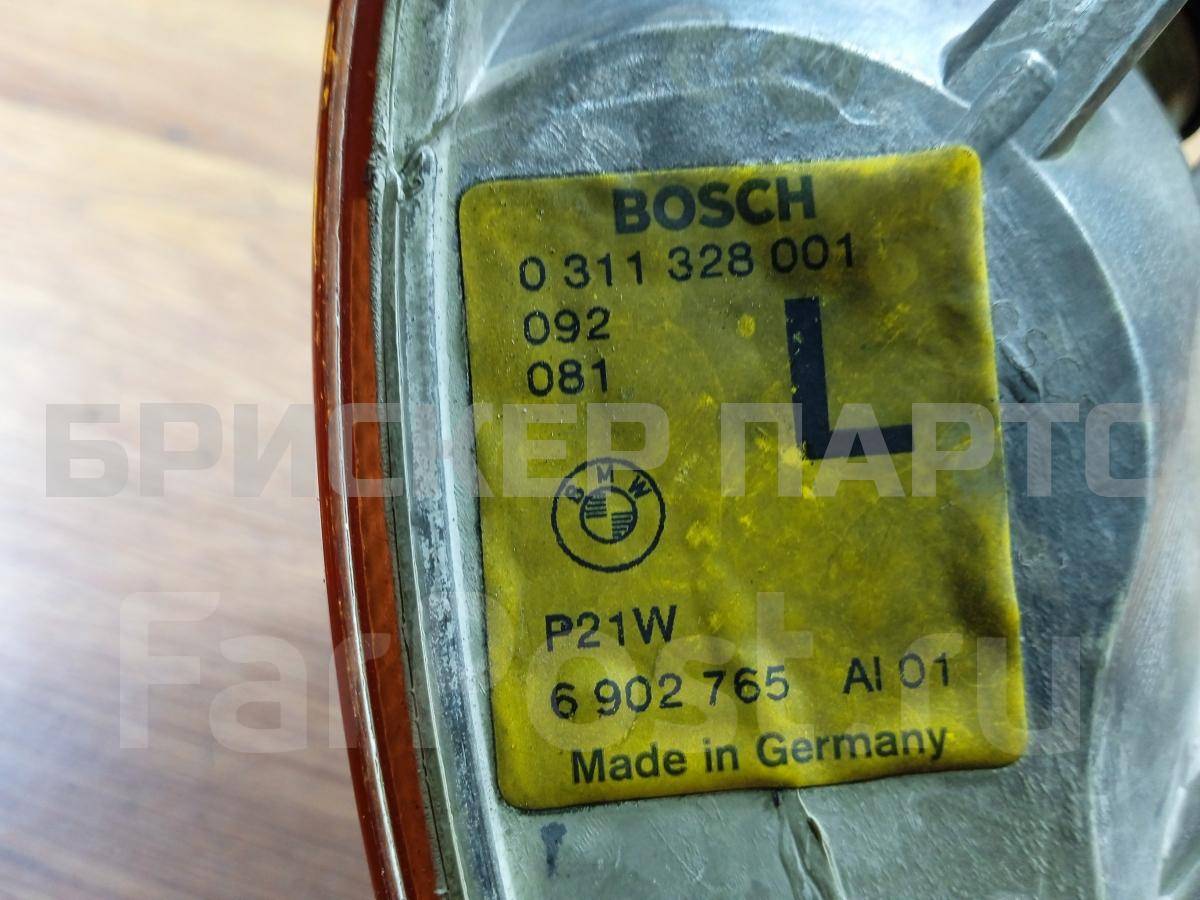 BOSCH
0 311 328 001
092
081
L
БРИСКЕР ПАРТС
BMW
P21W
6 902 765 AI 01
Made in Germany
FarPost.ru